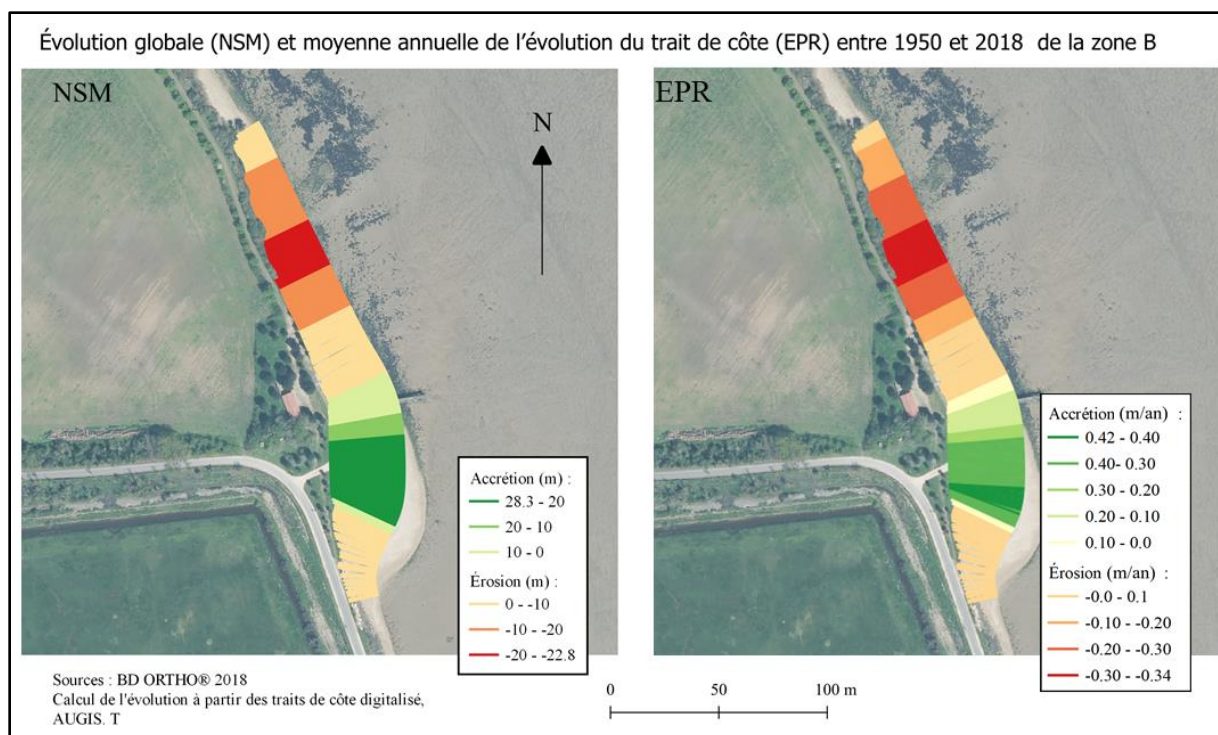 Évolution globale (NSM) et moyenne annuelle de l'évolution du trait de côte (EPR) entre 1950 et 2018 de la zone B
NSM
N
Accrétion (m) :
28.3 - 20
20 - 10
10 - 0
Érosion (m) :
0 - -10
-10 - -20
-20 - -22.8
EPR
Accrétion (m/an) :
0.42 - 0.40
0.40- 0.30
0.30 - 0.20
0.20 - 0.10
0.10 - 0.0
Érosion (m/an) :
-0.0 - 0.1
-0.10 - -0.20
-0.20 - -0.30
-0.30 - -0.34
Sources : BD ORTHO® 2018
Calcul de l'évolution à partir des traits de côte digitalisé,
AUGIS. T
0 50 100 m